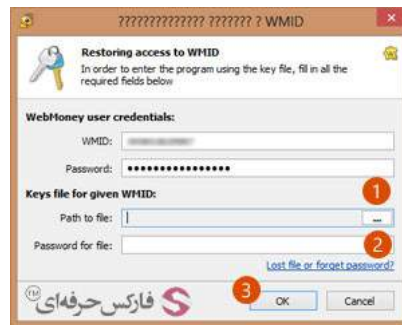 ?????????????? ??????? ? WMID
Restoring access to WMID
In order to enter the program using the key file, fill in all the
required fields below
WebMoney user credentials:
WMID:
Password: ●●●●●●●●●●●●●●●●
Keys file for given WMID:
1
Path to file:
...
Password for file:
2
Lost file or forget password?
3
OK
Cancel
فارکس حرفه‌ای TM